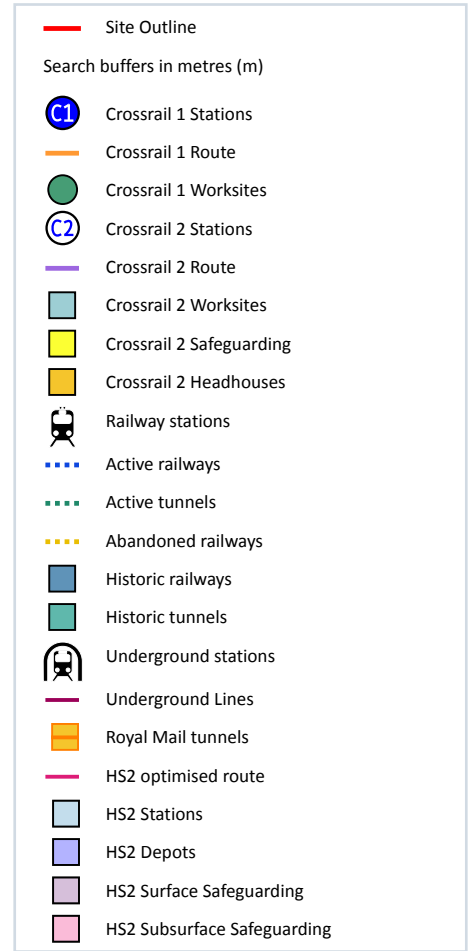 Site Outline
Search buffers in metres (m)
C1 Crossrail 1 Stations
Crossrail 1 Route
Crossrail 1 Worksites
C2 Crossrail 2 Stations
Crossrail 2 Route
Crossrail 2 Worksites
Crossrail 2 Safeguarding
Crossrail 2 Headhouses
Railway stations
Active railways
Active tunnels
Abandoned railways
Historic railways
Historic tunnels
Underground stations
Underground Lines
Royal Mail tunnels
HS2 optimised route
HS2 Stations
HS2 Depots
HS2 Surface Safeguarding
HS2 Subsurface Safeguarding